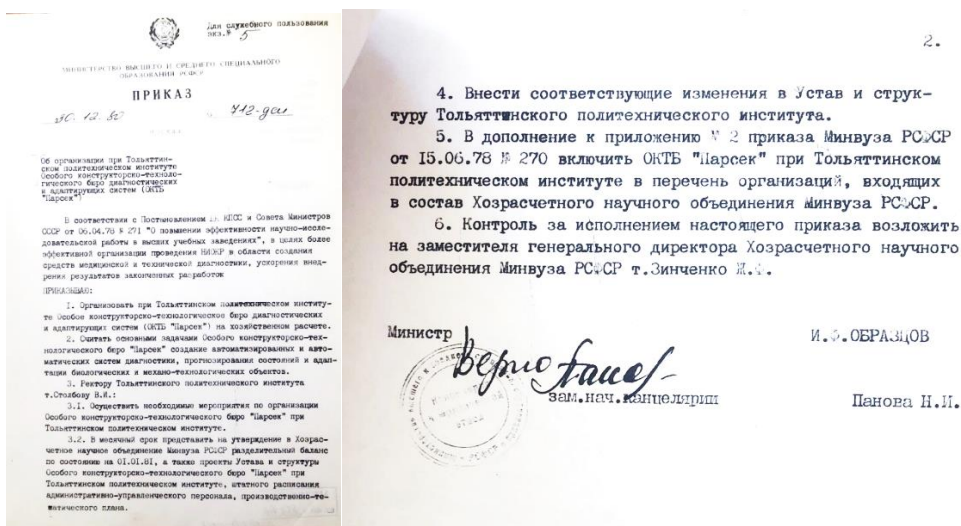 Для служебного пользования
экз.№ 5
МИНИСТЕРСТВО ВЫСШЕГО И СРЕДНЕГО СПЕЦИАЛЬНОГО
ОБРАЗОВАНИЯ РСФСР
ПРИКАЗ
30.12.80 712-дсп
Об организации при Тольяттин-
ском политехническом институте
Особого конструкторско-техноло-
гического бюро диагностических
и адаптирующих систем (ОКТБ
"Парсек")
В соответствии с Постановлением ЦК КПСС и Совета Министров
СССР от 06.04.78 № 271 "О повышении эффективности научно-иссле-
довательской работы в высших учебных заведениях", в целях более
эффективной организации проведения НИОКР в области создания
средств медицинской и технической диагностики, ускорения внед-
рения результатов законченных разработок
ПРИКАЗЫВАЮ:
1. Организовать при Тольяттинском политехническом институ-
те Особое конструкторско-технологическое бюро диагностических
и адаптирующих систем (ОКТБ "Парсек") на хозяйственном расчете.
2. Считать основными задачами Особого конструкторско-тех-
нологического бюро "Парсек" создание автоматизированных и авто-
матических систем диагностики, прогнозирования состояний и адап-
тации биологических и механо-технологических объектов.
3. Ректору Тольяттинского политехнического института
т.Столбову В.И.:
3.1. Осуществить необходимые мероприятия по организации
Особого конструкторско-технологического бюро "Парсек" при
Тольяттинском политехническом институте.
3.2. В месячный срок представить на утверждение в Хозрас-
четное научное объединение Минвуза РСФСР разделительный баланс
по состоянию на 01.01.81, а также проекты Устава и структуры
Особого конструкторско-технологического бюро "Парсек" при
Тольяттинском политехническом институте, штатного расписания
административно-управленческого персонала, производственно-те-
матического плана.
2.
4. Внести соответствующие изменения в Устав и струк-
туру Тольяттинского политехнического института.
5. В дополнение к приложению № 2 приказа Минвуза РСФСР
от 15.06.78 № 270 включить ОКТБ "Парсек" при Тольяттинском
политехническом институте в перечень организаций, входящих
в состав Хозрасчетного научного объединения Минвуза РСФСР.
6. Контроль за исполнением настоящего приказа возложить
на заместителя генерального директора Хозрасчетного научного
объединения Минвуза РСФСР т.Зинченко
Министр И.Ф.ОБРАЗЦОВ
Верно
зам.нач.канцелярии Панова Н.И.